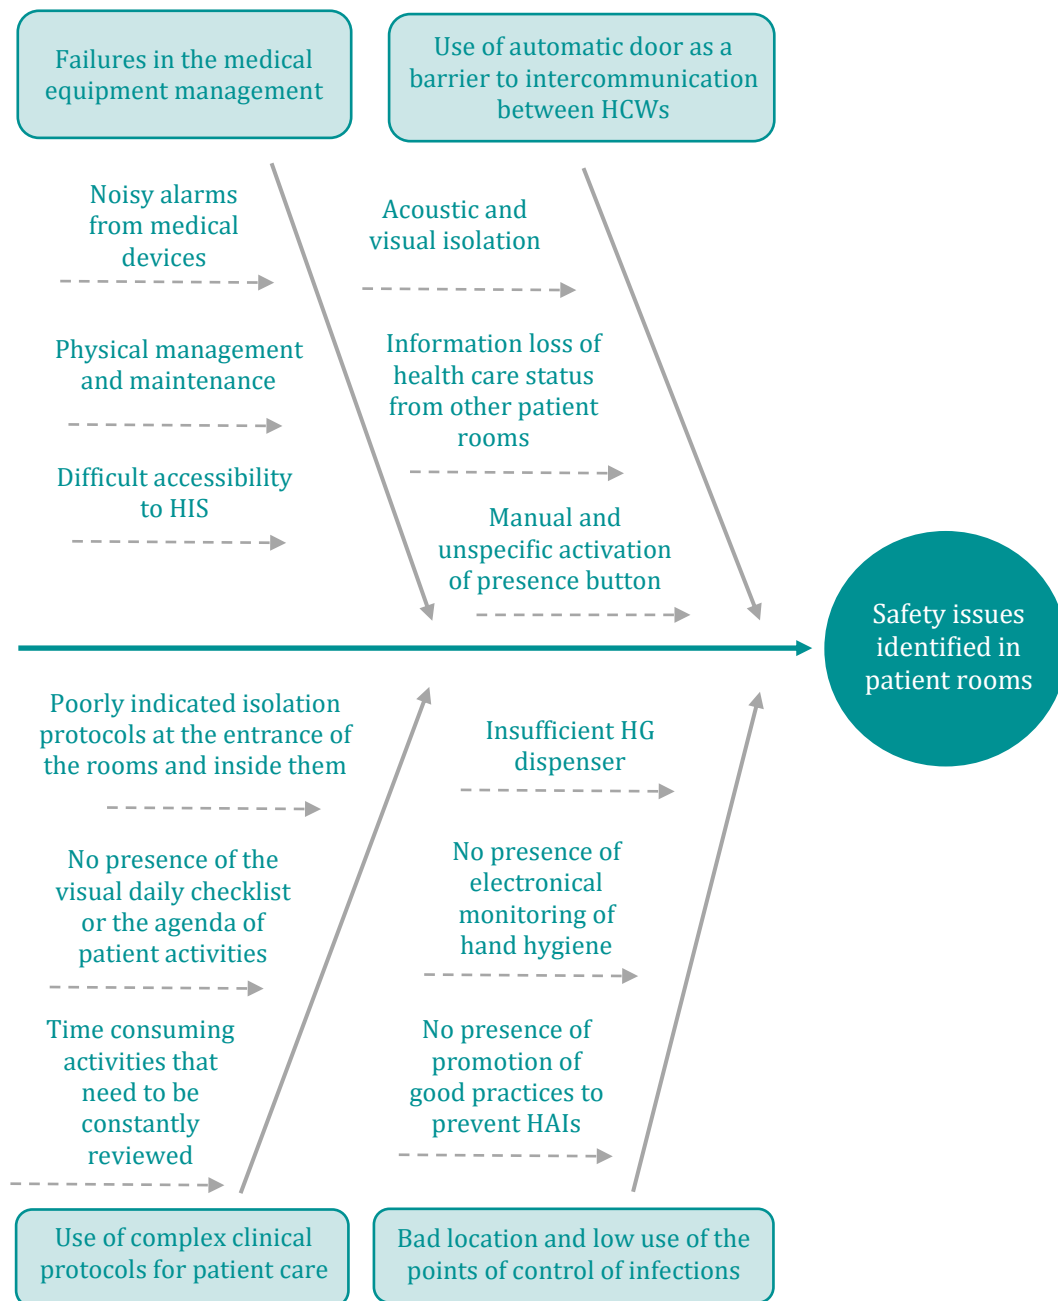 Failures in the medical
equipment management
Use of automatic door as a
barrier to intercommunication
between HCWs
Noisy alarms
from medical
devices
Physical management
and maintenance
Difficult accessibility
to HIS
Acoustic and
visual isolation
Information loss of
health care status
from other patient
rooms
Manual and
unspecific activation
of presence button
Safety issues
identified in
patient rooms
Poorly indicated isolation
protocols at the entrance of
the rooms and inside them
No presence of the
visual daily checklist
or the agenda of
patient activities
Time consuming
activities that
need to be
constantly
reviewed
Insufficient HG
dispenser
No presence of
electronical
monitoring of
hand hygiene
No presence of
promotion of
good practices to
prevent HAIs
Use of complex clinical
protocols for patient care
Bad location and low use of the
points of control of infections